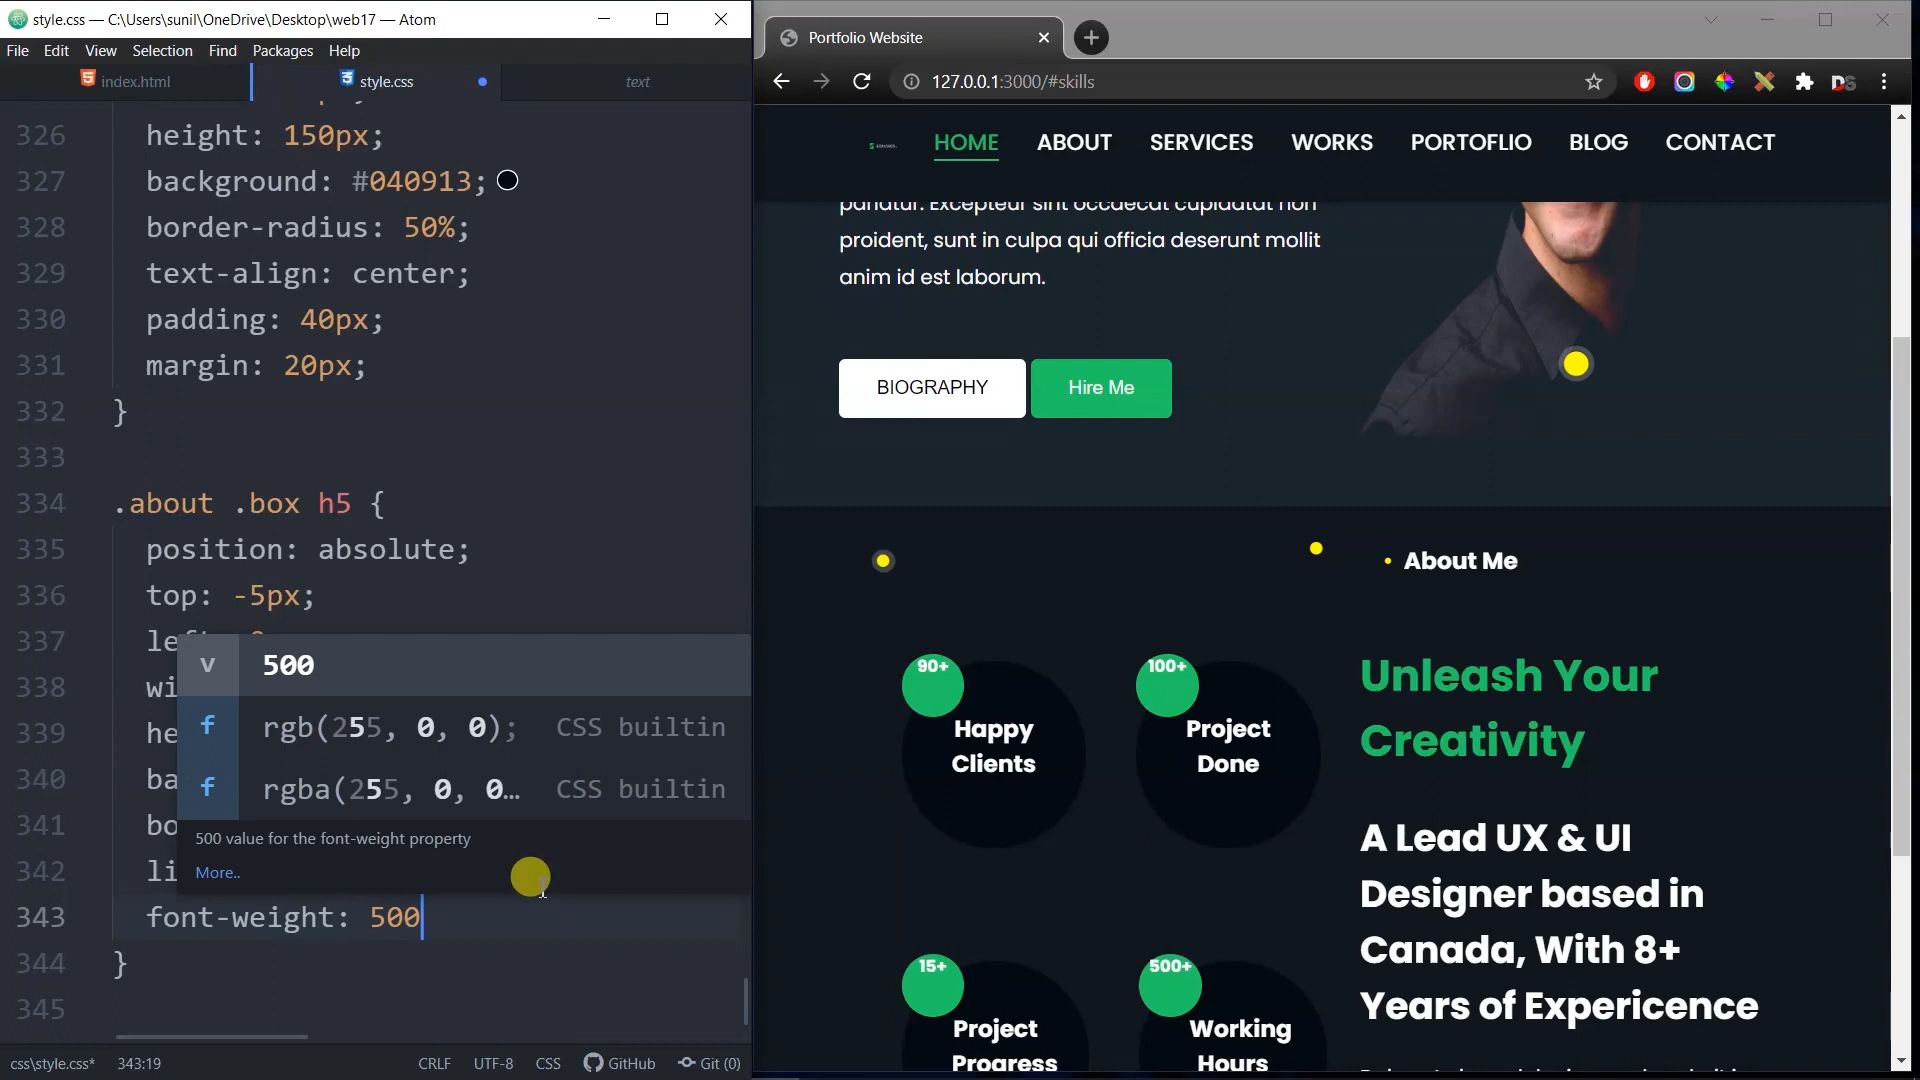 style.css — C:\Users\sunil\OneDrive\Desktop\web17 — Atom
File Edit View Selection Find Packages Help
index.html
style.css
text
326 height: 150px;
327 background: #040913;
328 border-radius: 50%;
329 text-align: center;
330 padding: 40px;
331 margin: 20px;
332 }
333
334 .about .box h5 {
335 position: absolute;
336 top: -5px;
337
338
339
340
341
342
343 font-weight: 500
344 }
345
v 500
f rgb(255, 0, 0); CSS builtin
f rgba(255, 0, 0… CSS builtin
500 value for the font-weight property
More..
css\style.css* 343:19 CRLF UTF-8 CSS GitHub Git (0)
Portfolio Website
127.0.0.1:3000/#skills
HOME ABOUT SERVICES WORKS PORTOFLIO BLOG CONTACT
pariatur. Excepteur sint occaecat cupidatat non
proident, sunt in culpa qui officia deserunt mollit
anim id est laborum.
BIOGRAPHY
Hire Me
About Me
90+
Happy
Clients
100+
Project
Done
15+
Project
Progress
500+
Working
Hours
Unleash Your
Creativity
A Lead UX & UI
Designer based in
Canada, With 8+
Years of Expericence